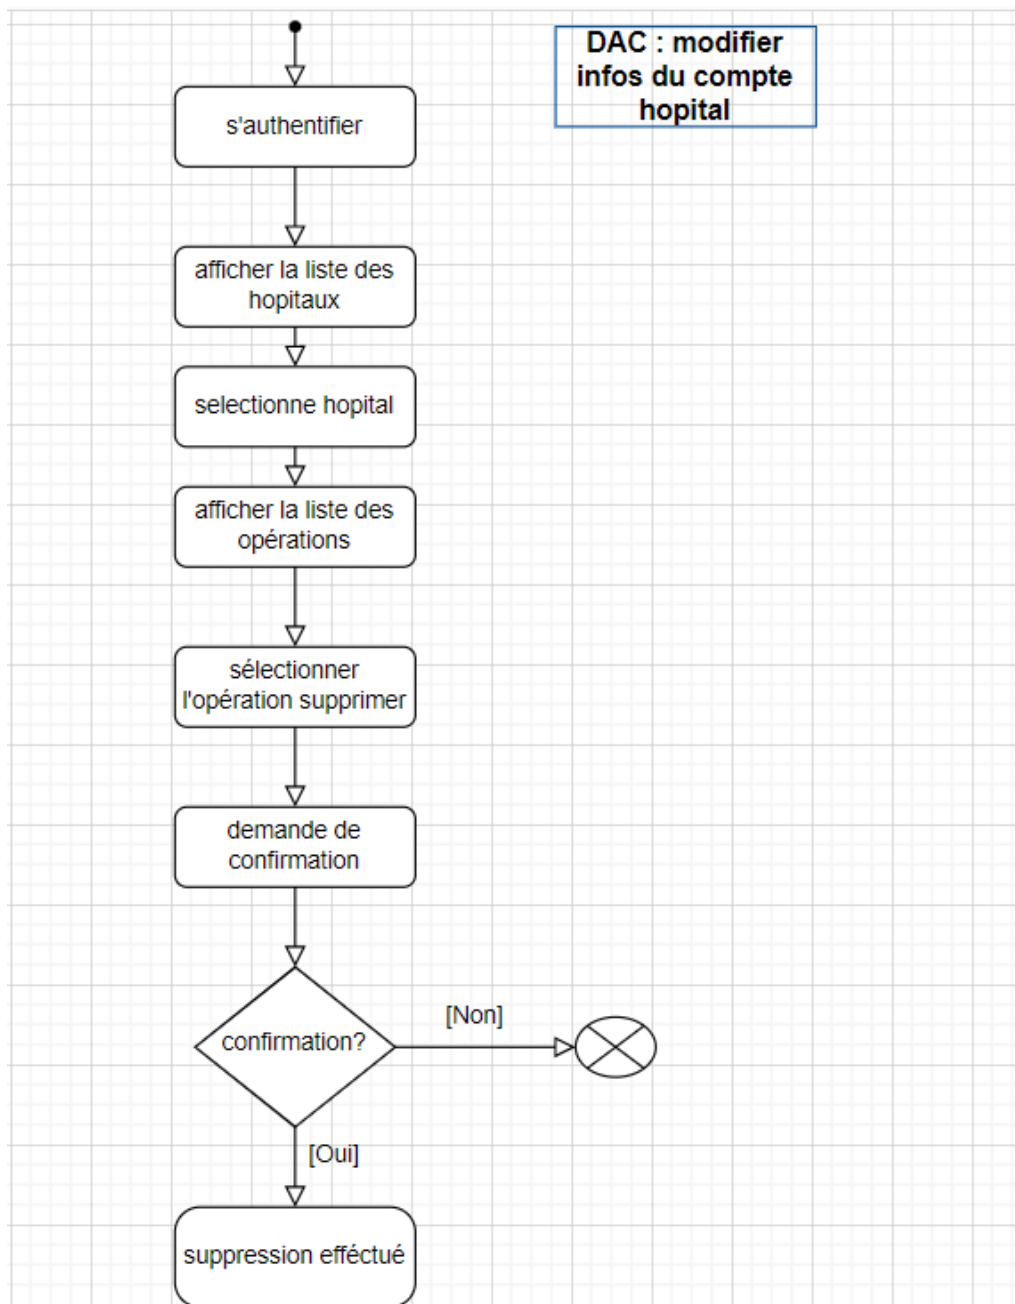 DAC : modifier
infos du compte
hopital
s'authentifier
afficher la liste des
hopitaux
selectionne hopital
afficher la liste des
opérations
sélectionner
l'opération supprimer
demande de
confirmation
confirmation?
[Non]
[Oui]
suppression efféctué